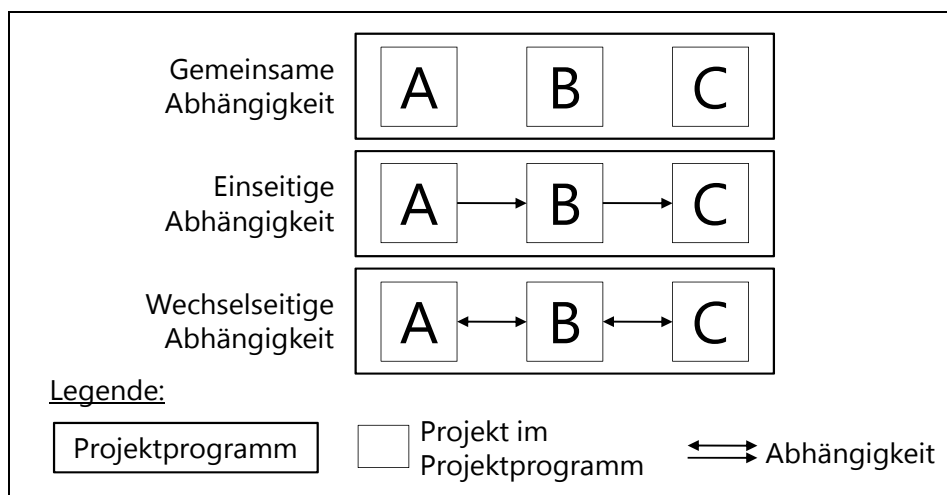 Gemeinsame
Abhängigkeit
A B C
Einseitige
Abhängigkeit
A B C
Wechselseitige
Abhängigkeit
A B C
Legende:
Projektprogramm
Projekt im
Projektprogramm
Abhängigkeit